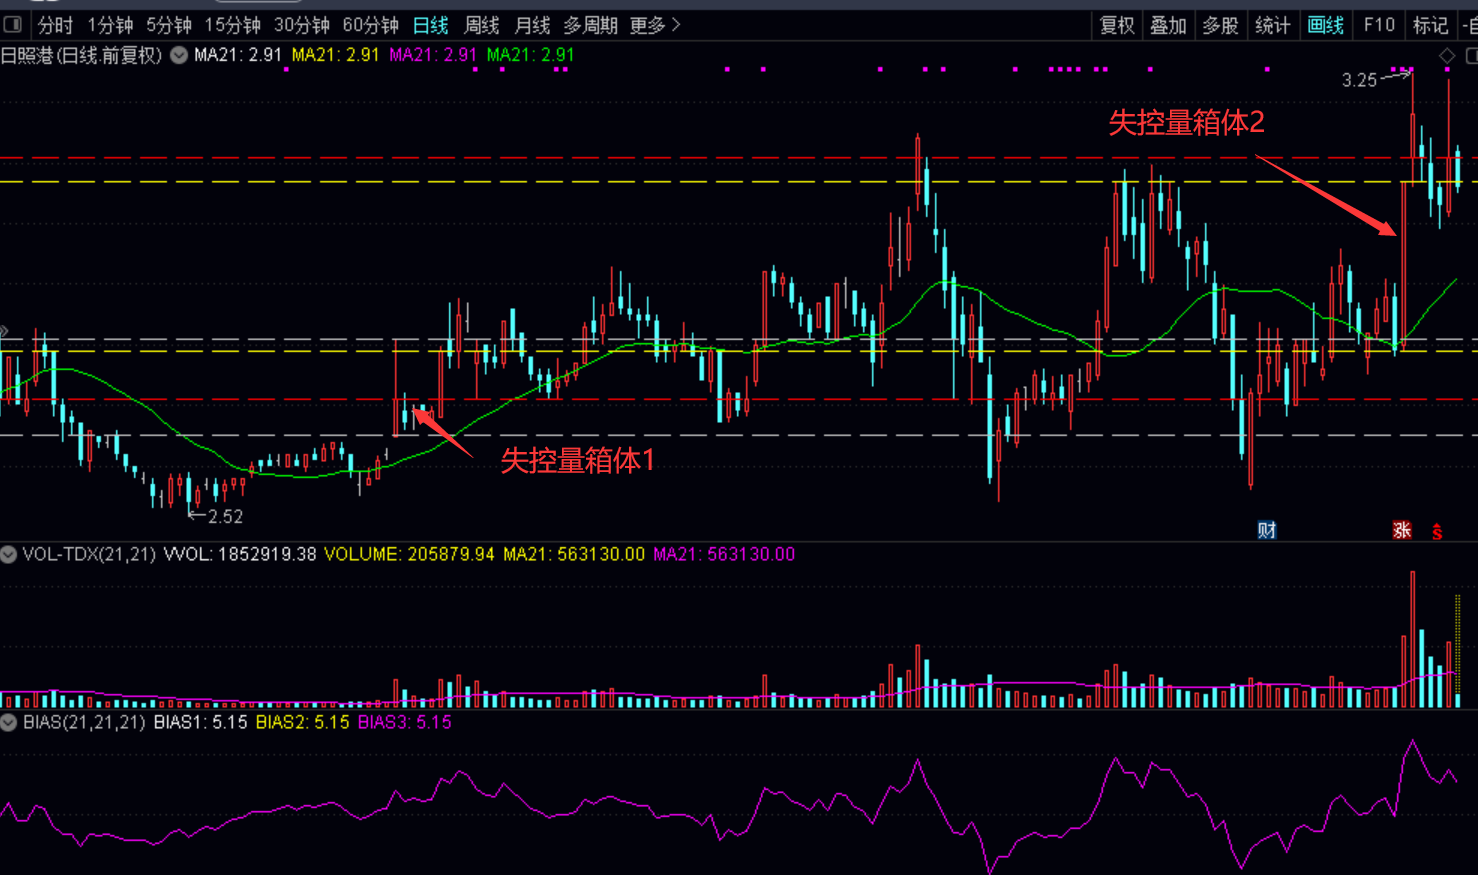 分时 1分钟 5分钟 15分钟 30分钟 60分钟 日线 周线 月线 多周期 更多 复权 叠加 多股 统计 画线 F10 标记
日照港(日线.前复权) MA21: 2.91 MA21: 2.91 MA21: 2.91 MA21: 2.91
3.25
失控量箱体2
失控量箱体1
2.52
财 涨 S
VOL-TDX(21,21) VVOL: 1852919.38 VOLUME: 205879.94 MA21: 563130.00 MA21: 563130.00
BIAS(21,21,21) BIAS1: 5.15 BIAS2: 5.15 BIAS3: 5.15